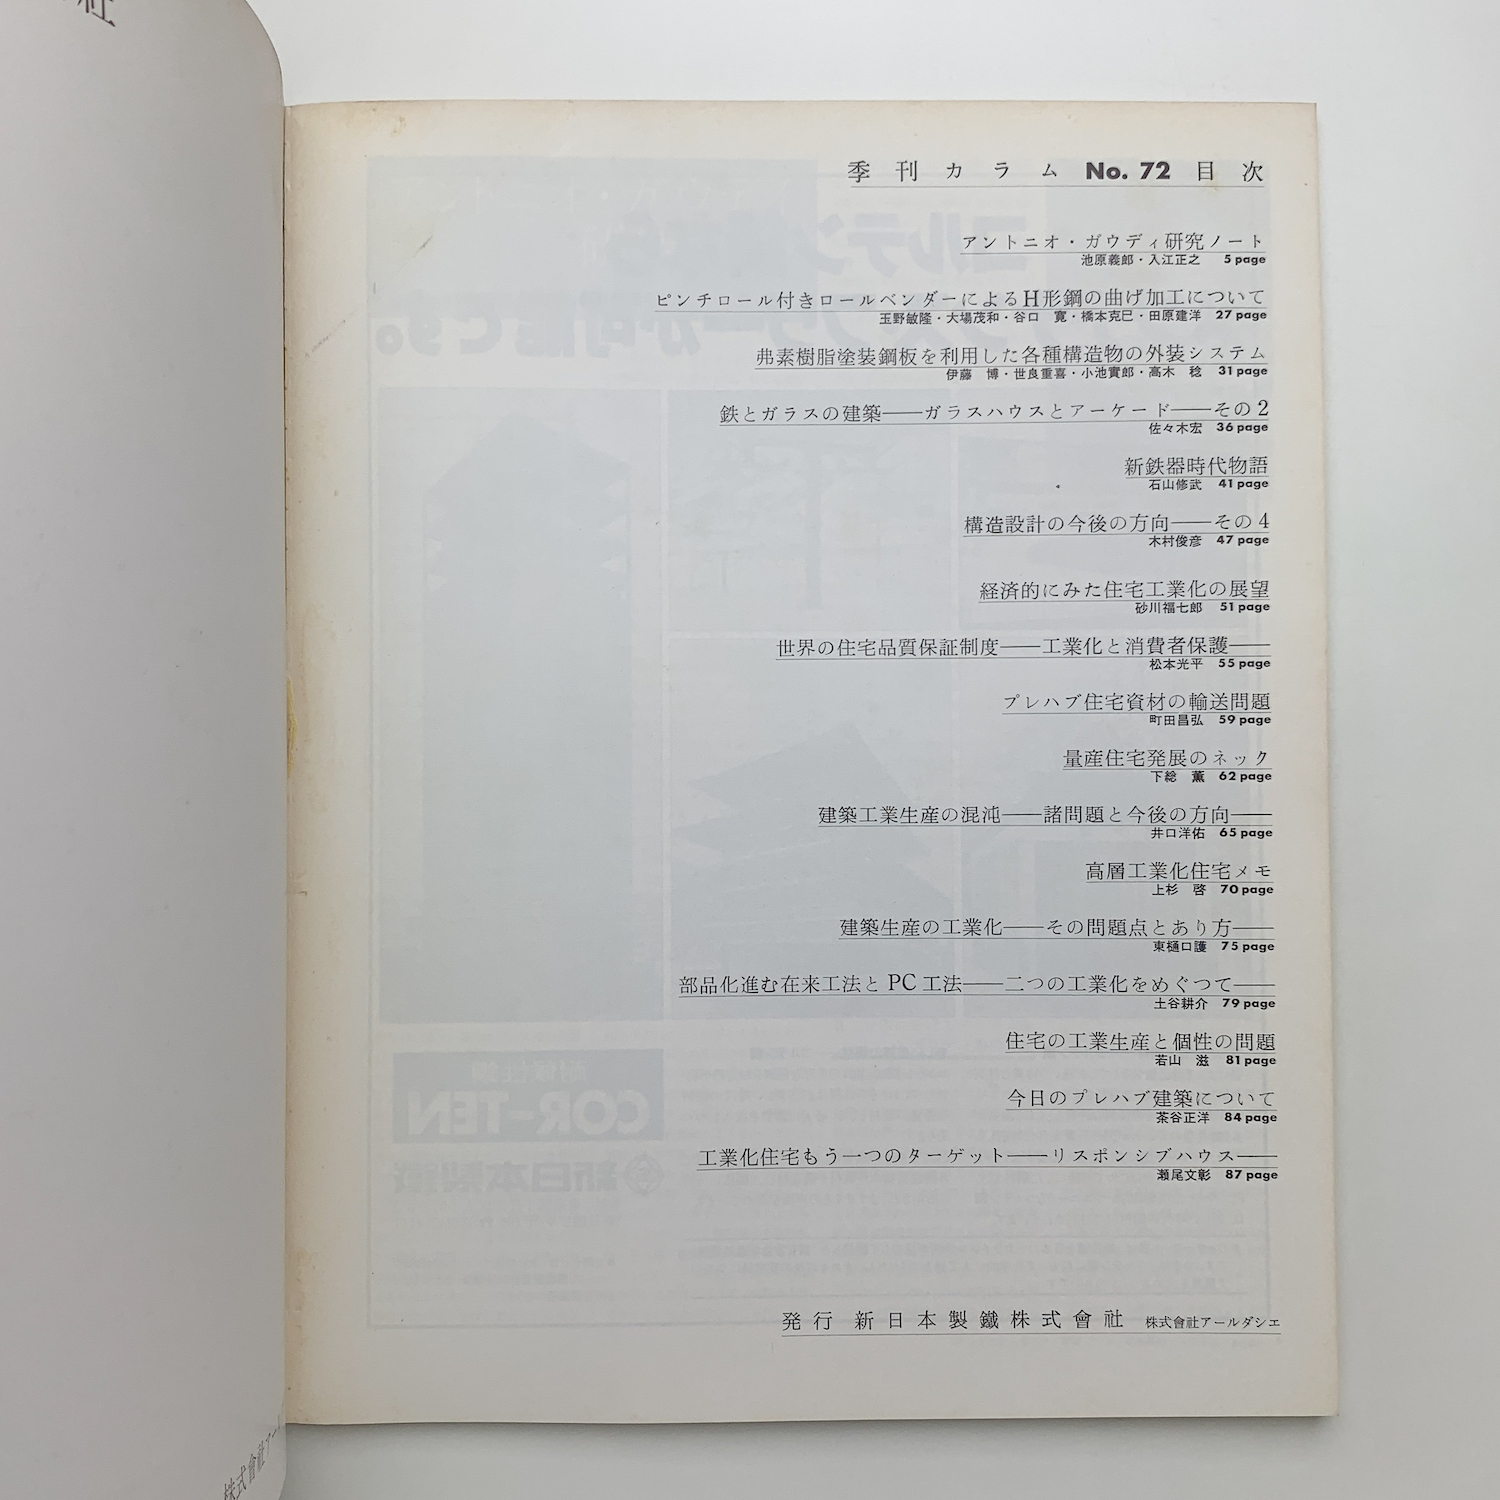 社
季刊カラム No. 72 目次
アントニオ・ガウディ研究ノート
池原義郎・入江正之 5 page
ピンチロール付きロールベンダーによるH形鋼の曲げ加工について
玉野敏隆・大場茂和・谷口 寛・橋本克巳・田原建洋 27 page
弗素樹脂塗装鋼板を利用した各種構造物の外装システム
伊藤 博・世良重喜・小池實郎・高木 稔 31 page
鉄とガラスの建築――ガラスハウスとアーケード――その2
佐々木宏 36 page
新鉄器時代物語
石山修武 41 page
構造設計の今後の方向――その4
木村俊彦 47 page
経済的にみた住宅工業化の展望
砂川福七郎 51 page
世界の住宅品質保証制度――工業化と消費者保護――
松本光平 55 page
プレハブ住宅資材の輸送問題
町田昌弘 59 page
量産住宅発展のネック
下総 薫 62 page
建築工業生産の混沌――諸問題と今後の方向――
井口洋佑 65 page
高層工業化住宅メモ
上杉 啓 70 page
建築生産の工業化――その問題点とあり方――
東樋口護 75 page
部品化進む在来工法と PC 工法――二つの工業化をめぐつて――
土谷耕介 79 page
住宅の工業生産と個性の問題
若山 滋 81 page
今日のプレハブ建築について
茶谷正洋 84 page
工業化住宅もう一つのターゲット――リスポンシブハウス――
瀬尾文彰 87 page
発行 新日本製鐵株式會社 株式會社アールダシエ
株式會社アー